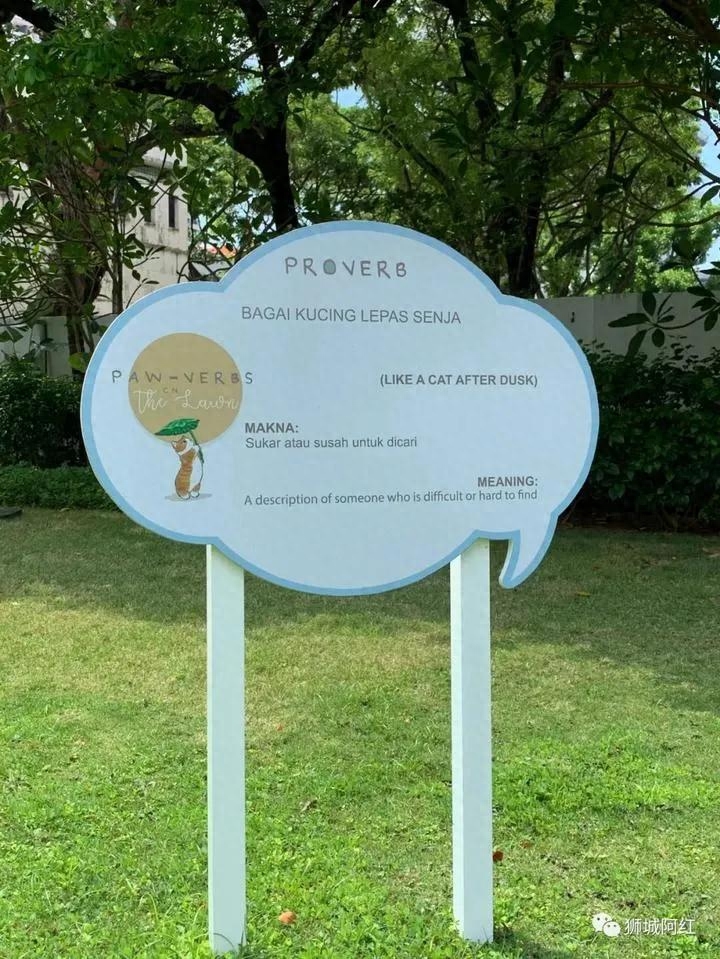 PROVERB
BAGAI KUCING LEPAS SENJA
PAW-VERBS
ON
The Lawn
(LIKE A CAT AFTER DUSK)
MAKNA:
Sukar atau susah untuk dicari
MEANING:
A description of someone who is difficult or hard to find
狮城阿红